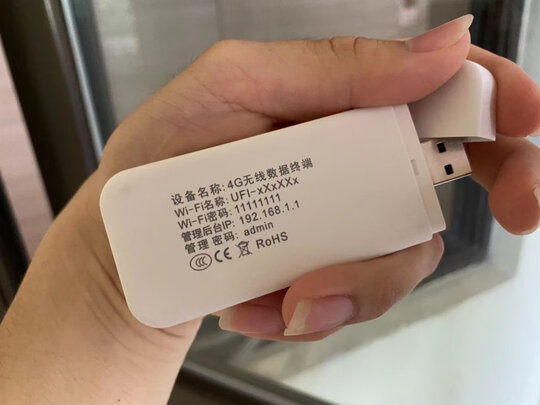 设备名称: 4G无线数据终端
Wi-Fi名称: UFI-xXxXXx
Wi-Fi密码: 11111111
管理后台IP: 192.168.1.1
管理 密码: admin
CCC CE RoHS